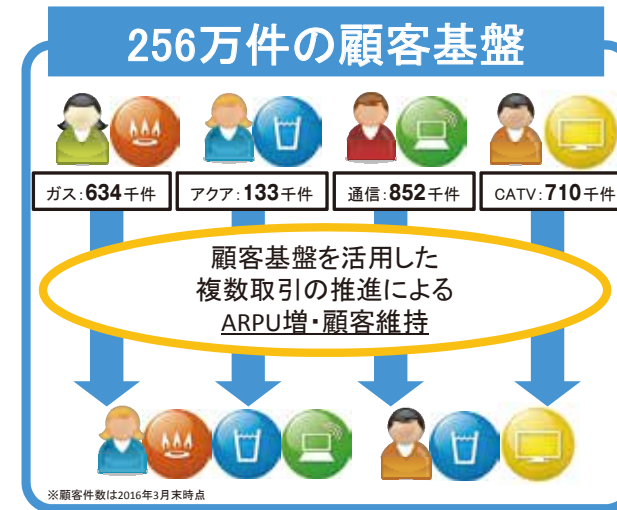 256万件の顧客基盤
ガス:634千件
アクア:133千件
通信:852千件
CATV:710千件
顧客基盤を活用した
複数取引の推進による
ARPU増・顧客維持
※顧客件数は2016年3月末時点